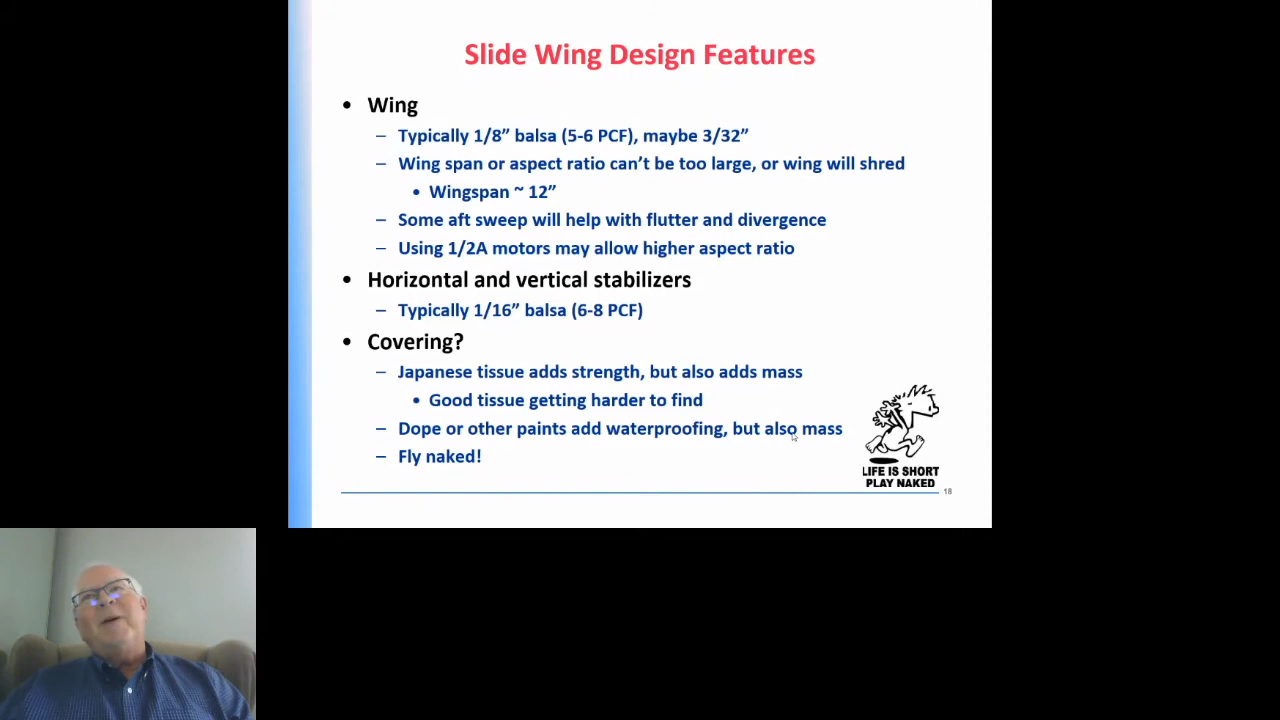 Slide Wing Design Features
• Wing
– Typically 1/8” balsa (5-6 PCF), maybe 3/32”
– Wing span or aspect ratio can’t be too large, or wing will shred
• Wingspan ~ 12”
– Some aft sweep will help with flutter and divergence
– Using 1/2A motors may allow higher aspect ratio
• Horizontal and vertical stabilizers
– Typically 1/16” balsa (6-8 PCF)
• Covering?
– Japanese tissue adds strength, but also adds mass
• Good tissue getting harder to find
– Dope or other paints add waterproofing, but also mass
– Fly naked!
LIFE IS SHORT
PLAY NAKED
18